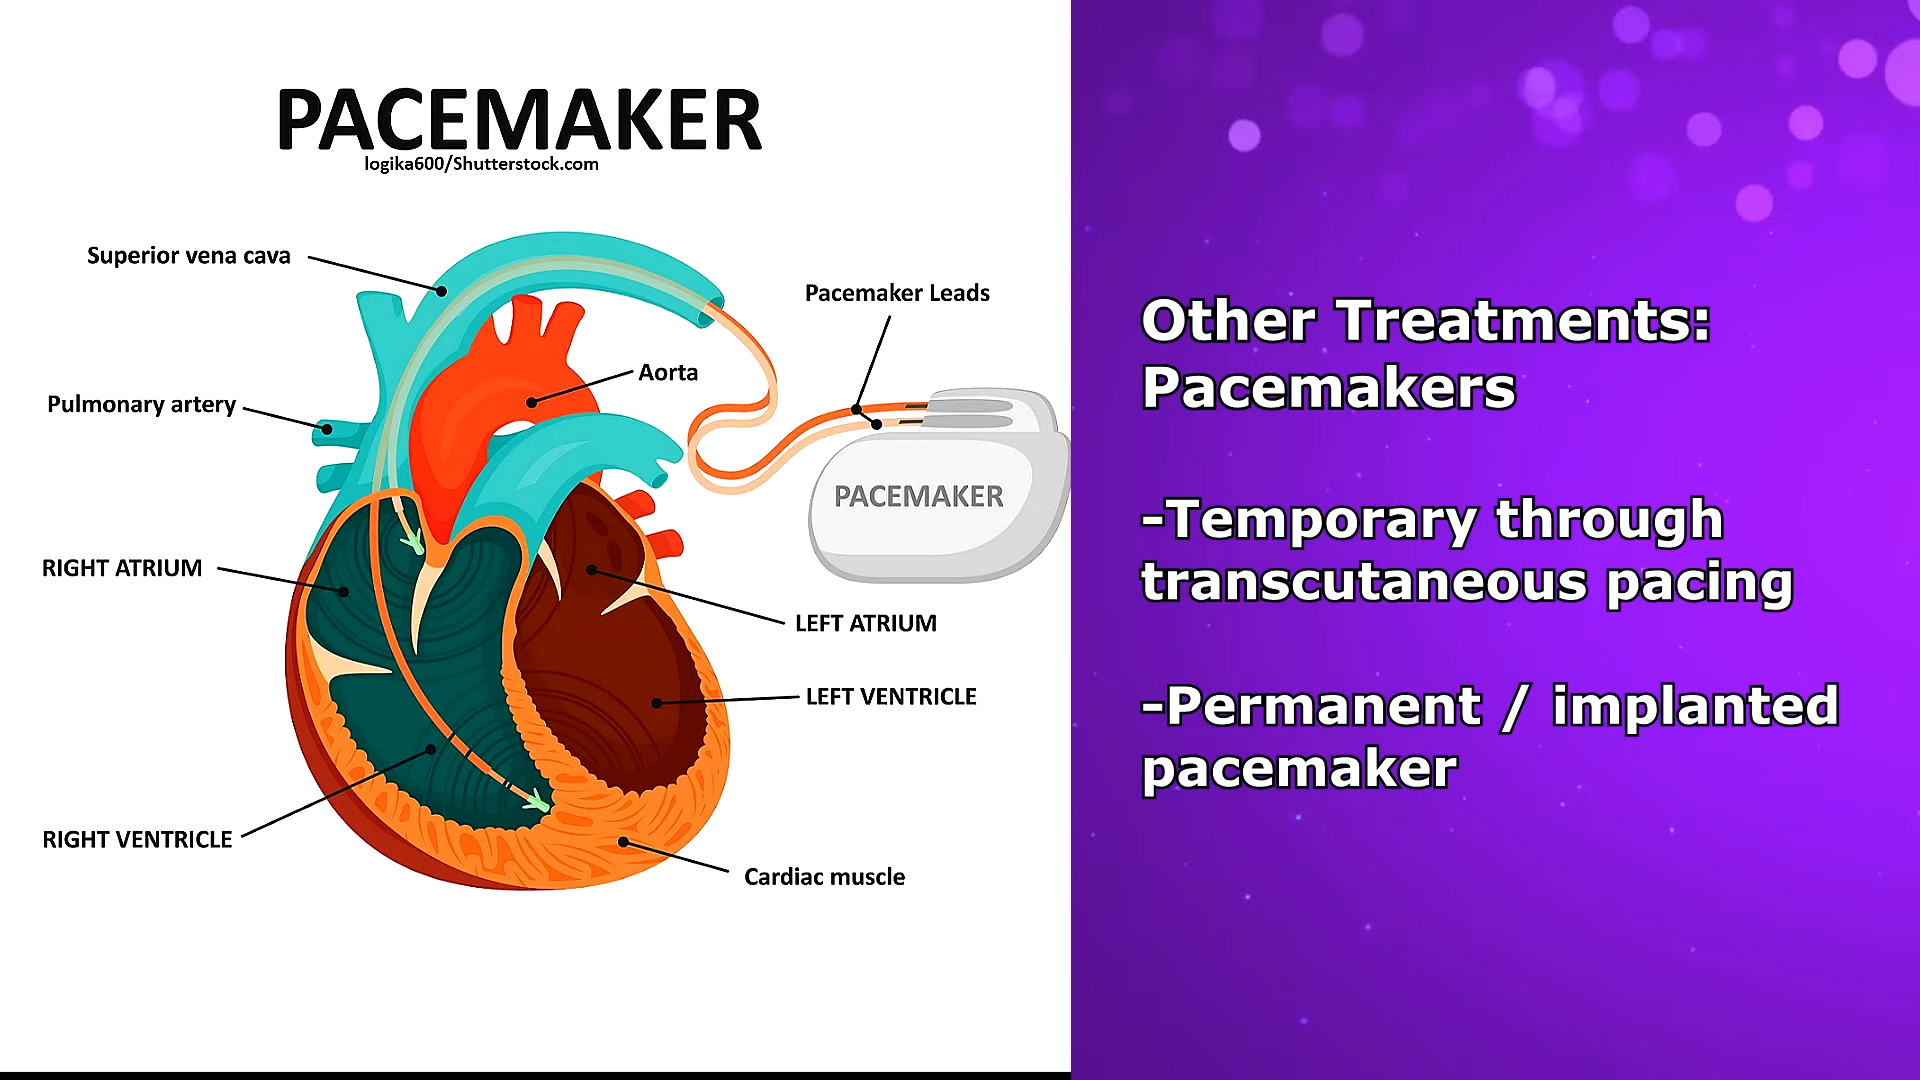 PACEMAKER
logika600/Shutterstock.com
Superior vena cava
Pacemaker Leads
Aorta
Pulmonary artery
PACEMAKER
RIGHT ATRIUM
LEFT ATRIUM
LEFT VENTRICLE
RIGHT VENTRICLE
Cardiac muscle
Other Treatments:
Pacemakers
-Temporary through
transcutaneous pacing
-Permanent / implanted
pacemaker